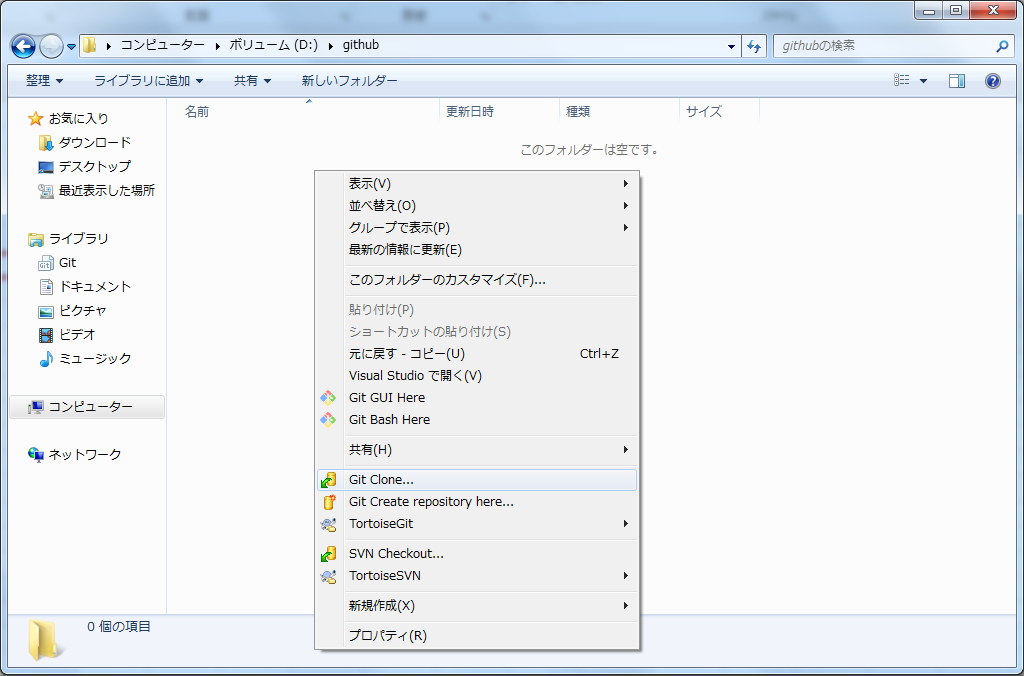 コンピューター ▸ ボリューム (D:) ▸ github
githubの検索
整理 ライブラリに追加 共有 新しいフォルダー
名前 更新日時 種類 サイズ
このフォルダーは空です。
お気に入り
ダウンロード
デスクトップ
最近表示した場所
ライブラリ
Git
ドキュメント
ピクチャ
ビデオ
ミュージック
コンピューター
ネットワーク
表示(V)
並べ替え(O)
グループで表示(P)
最新の情報に更新(E)
このフォルダーのカスタマイズ(F)...
貼り付け(P)
ショートカットの貼り付け(S)
元に戻す - コピー(U) Ctrl+Z
Visual Studio で開く(V)
Git GUI Here
Git Bash Here
共有(H)
Git Clone...
Git Create repository here...
TortoiseGit
SVN Checkout...
TortoiseSVN
新規作成(X)
プロパティ(R)
0 個の項目